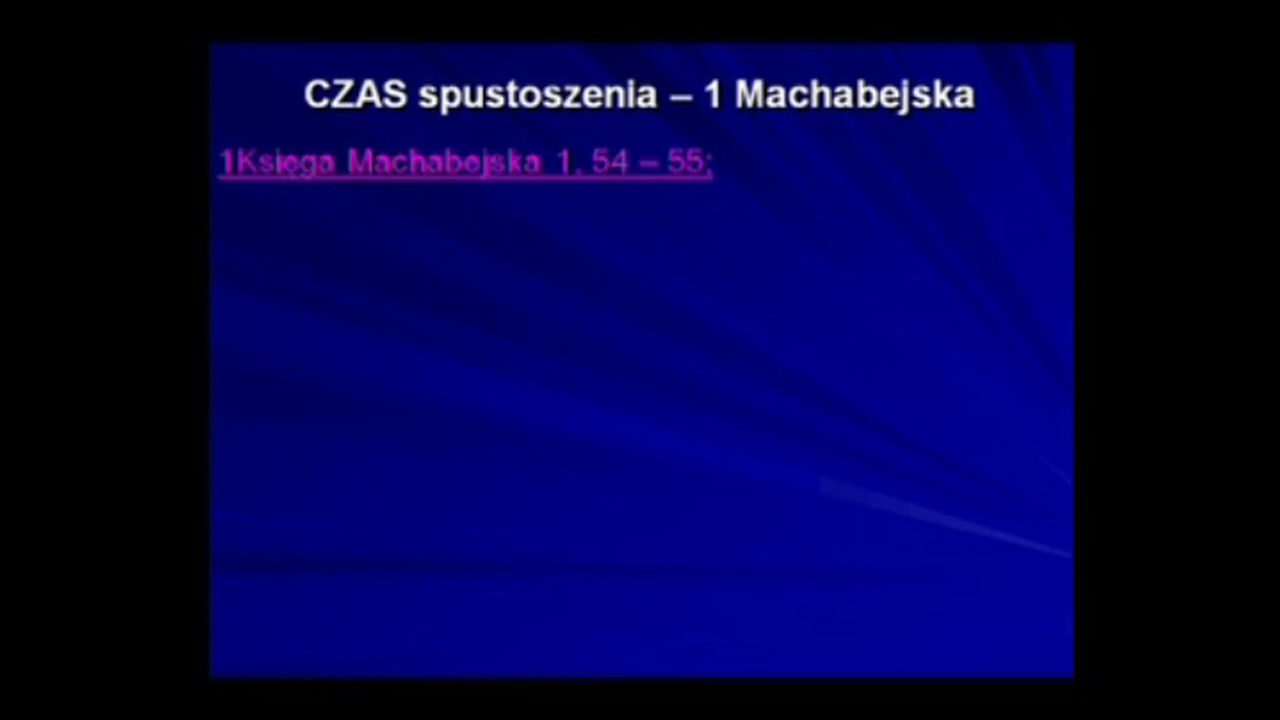 CZAS spustoszenia – 1 Machabejska
1Księga Machabejska 1, 54 – 55;